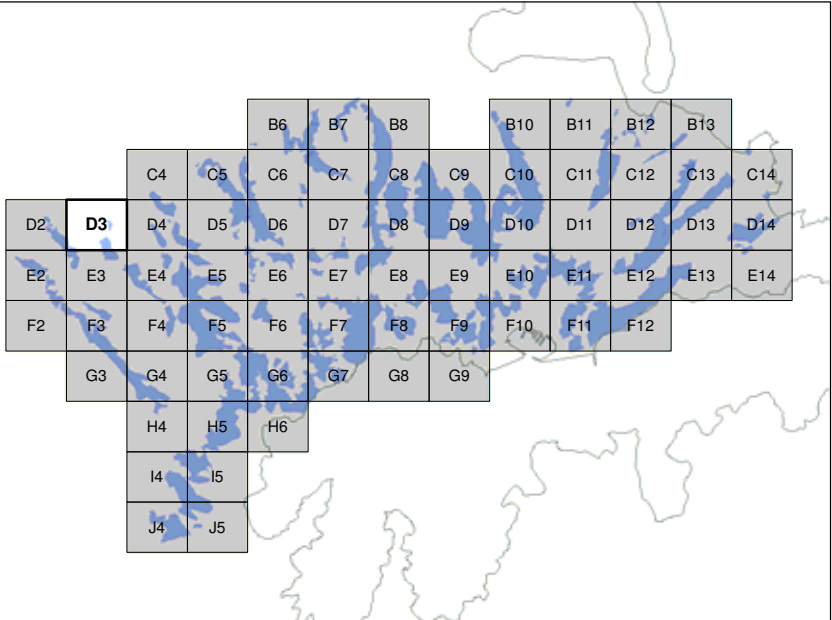 B6 B7 B8 B10 B11 B12 B13
C4 C5 C6 C7 C8 C9 C10 C11 C12 C13 C14
D2 D3 D4 D5 D6 D7 D8 D9 D10 D11 D12 D13 D14
E2 E3 E4 E5 E6 E7 E8 E9 E10 E11 E12 E13 E14
F2 F3 F4 F5 F6 F7 F8 F9 F10 F11 F12
G3 G4 G5 G6 G7 G8 G9
H4 H5 H6
I4 I5
J4 J5